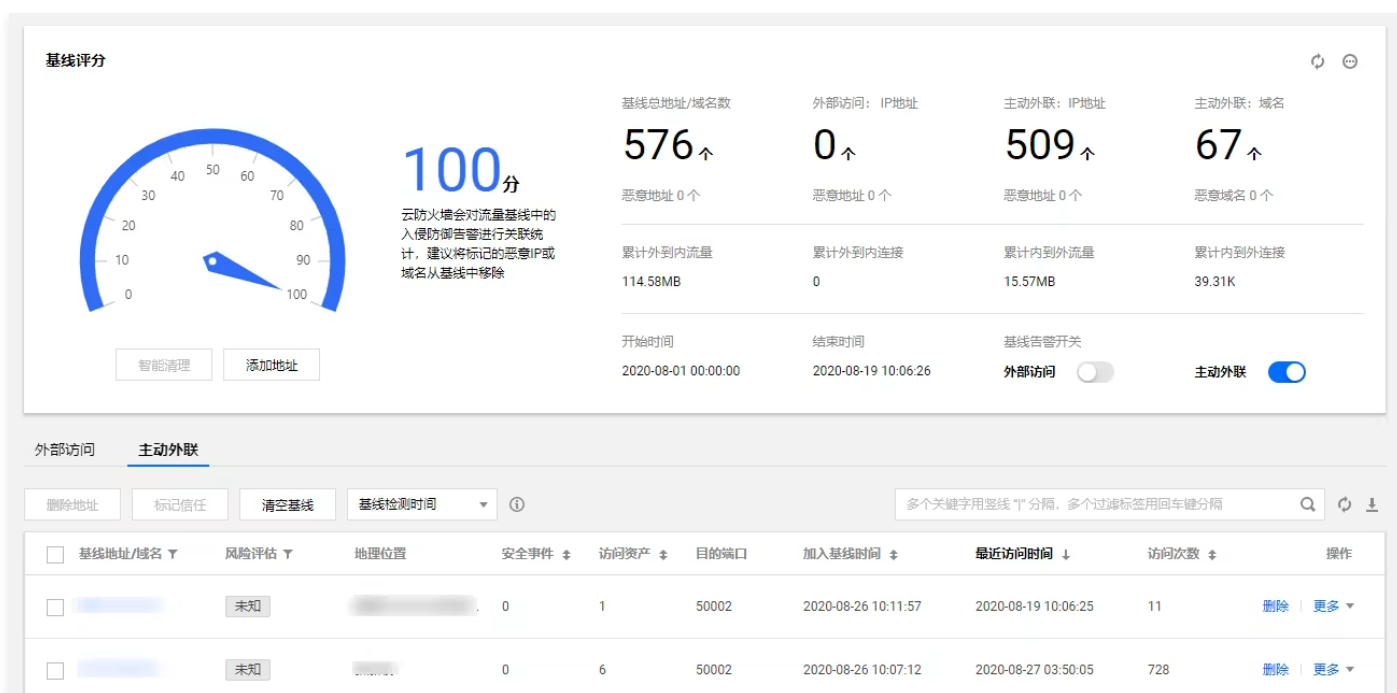 基线评分
0
10
20
30
40
50
60
70
80
90
100
100分
云防火墙会对流量基线中的
入侵防御告警进行关联统
计，建议将标记的恶意IP或
域名从基线中移除
智能清理 添加地址
基线总地址/域名数 外部访问：IP地址 主动外联：IP地址 主动外联：域名
576个 0个 509个 67个
恶意地址 0 个 恶意地址 0 个 恶意地址 0 个 恶意域名 0 个
累计外到内流量 累计外到内连接 累计内到外流量 累计内到外连接
114.58MB 0 15.57MB 39.31K
开始时间 结束时间 基线告警开关
2020-08-01 00:00:00 2020-08-19 10:06:26 外部访问 主动外联
外部访问 主动外联
删除地址 标记信任 清空基线 基线检测时间 多个关键字用竖线 "|" 分隔，多个过滤标签用回车键分隔
基线地址/域名 风险评估 地理位置 安全事件 访问资产 目的端口 加入基线时间 最近访问时间 访问次数 操作
未知 0 1 50002 2020-08-26 10:11:57 2020-08-19 10:06:25 11 删除 更多
未知 0 6 50002 2020-08-26 10:07:12 2020-08-27 03:50:05 728 删除 更多